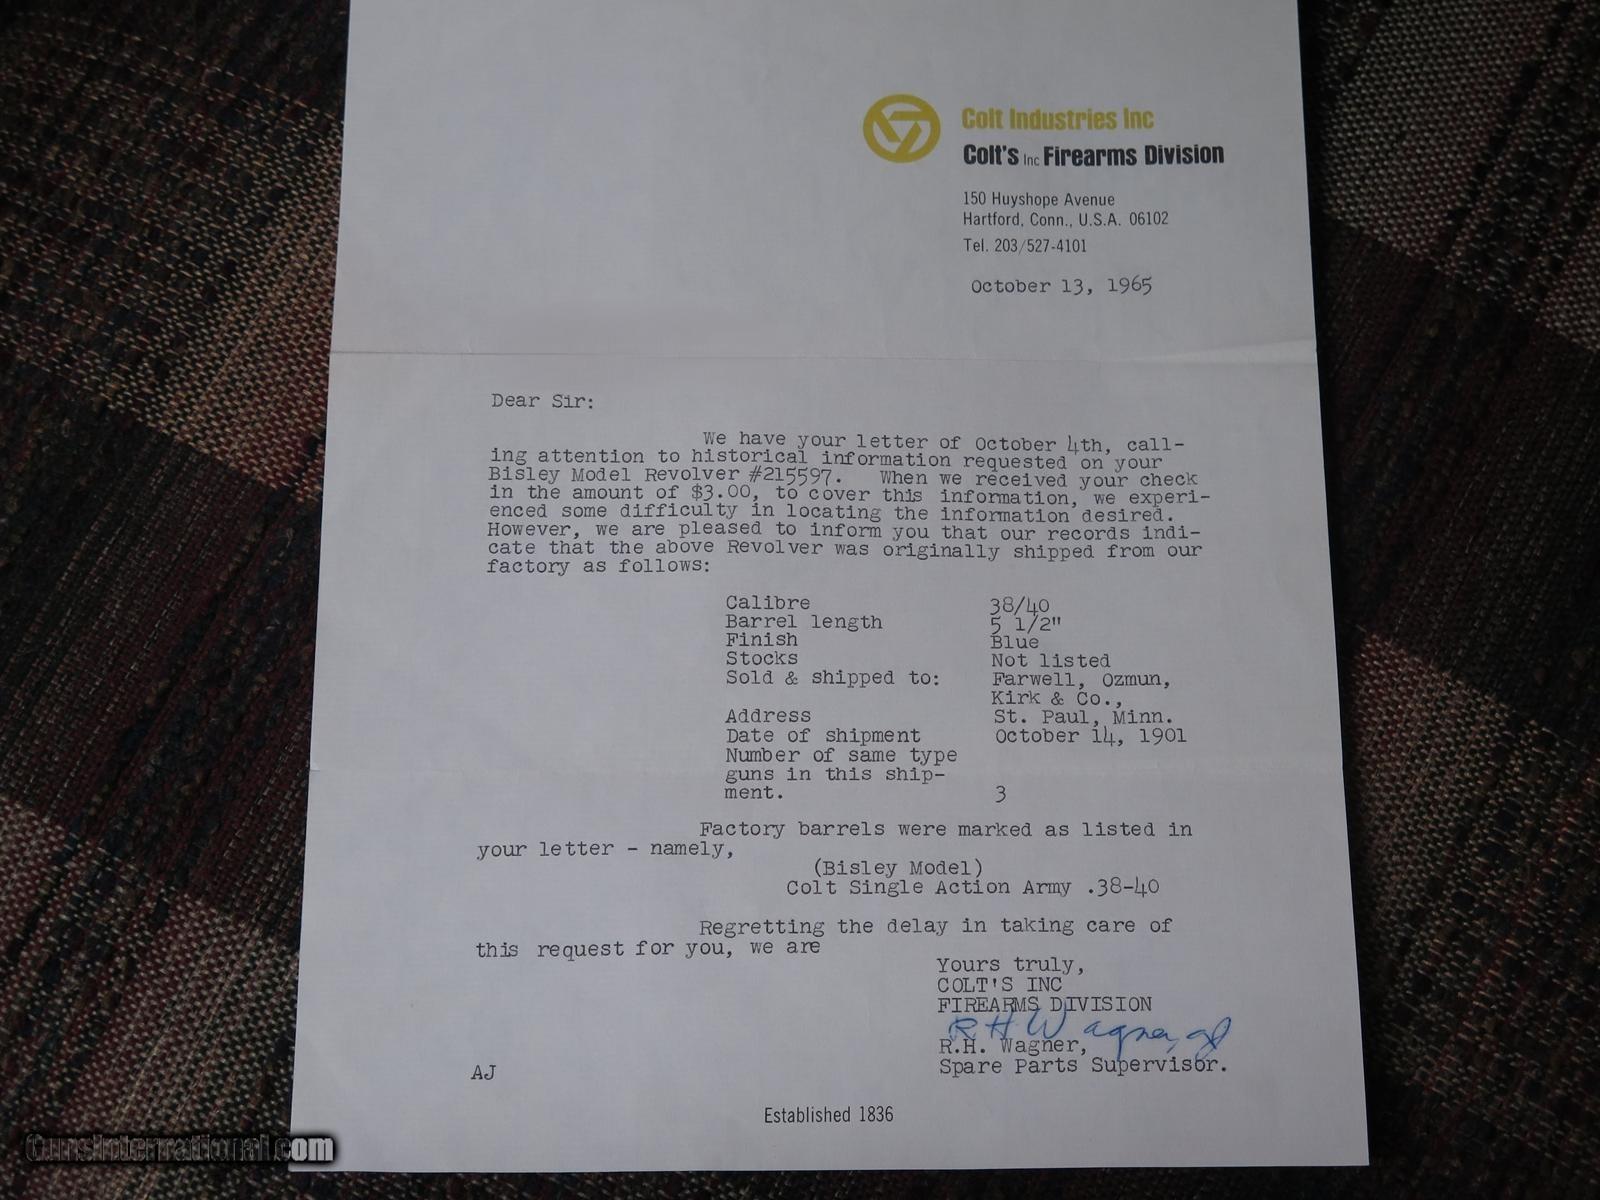 Colt Industries Inc
Colt's Inc Firearms Division
150 Huyshope Avenue
Hartford, Conn., U.S.A. 06102
Tel. 203/527-4101
October 13, 1965
Dear Sir:
We have your letter of October 4th, call-
ing attention to historical information requested on your
Bisley Model Revolver #215597. When we received your check
in the amount of $3.00, to cover this information, we experi-
enced some difficulty in locating the information desired.
However, we are pleased to inform you that our records indi-
cate that the above Revolver was originally shipped from our
factory as follows:
Calibre 38/40
Barrel length 5 1/2"
Finish Blue
Stocks Not listed
Sold & shipped to: Farwell, Ozmun,
Kirk & Co.,
Address St. Paul, Minn.
Date of shipment October 14, 1901
Number of same type
guns in this ship-
ment. 3
Factory barrels were marked as listed in
your letter - namely,
(Bisley Model)
Colt Single Action Army .38-40
Regretting the delay in taking care of
this request for you, we are
Yours truly,
COLT'S INC
FIREARMS DIVISION
R H Wagner, aj
R.H. Wagner,
Spare Parts Supervisor.
AJ
Established 1836
GunsInternational.com